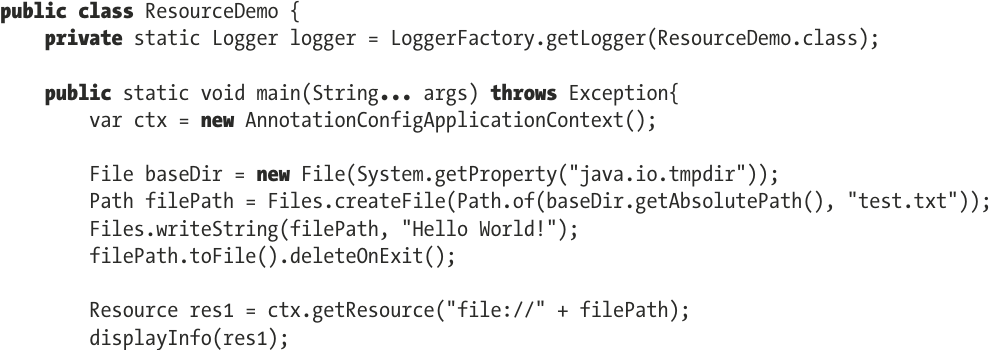 public class ResourceDemo {
    private static Logger logger = LoggerFactory.getLogger(ResourceDemo.class);

    public static void main(String... args) throws Exception{
        var ctx = new AnnotationConfigApplicationContext();

        File baseDir = new File(System.getProperty("java.io.tmpdir"));
        Path filePath = Files.createFile(Path.of(baseDir.getAbsolutePath(), "test.txt"));
        Files.writeString(filePath, "Hello World!");
        filePath.toFile().deleteOnExit();

        Resource res1 = ctx.getResource("file://" + filePath);
        displayInfo(res1);